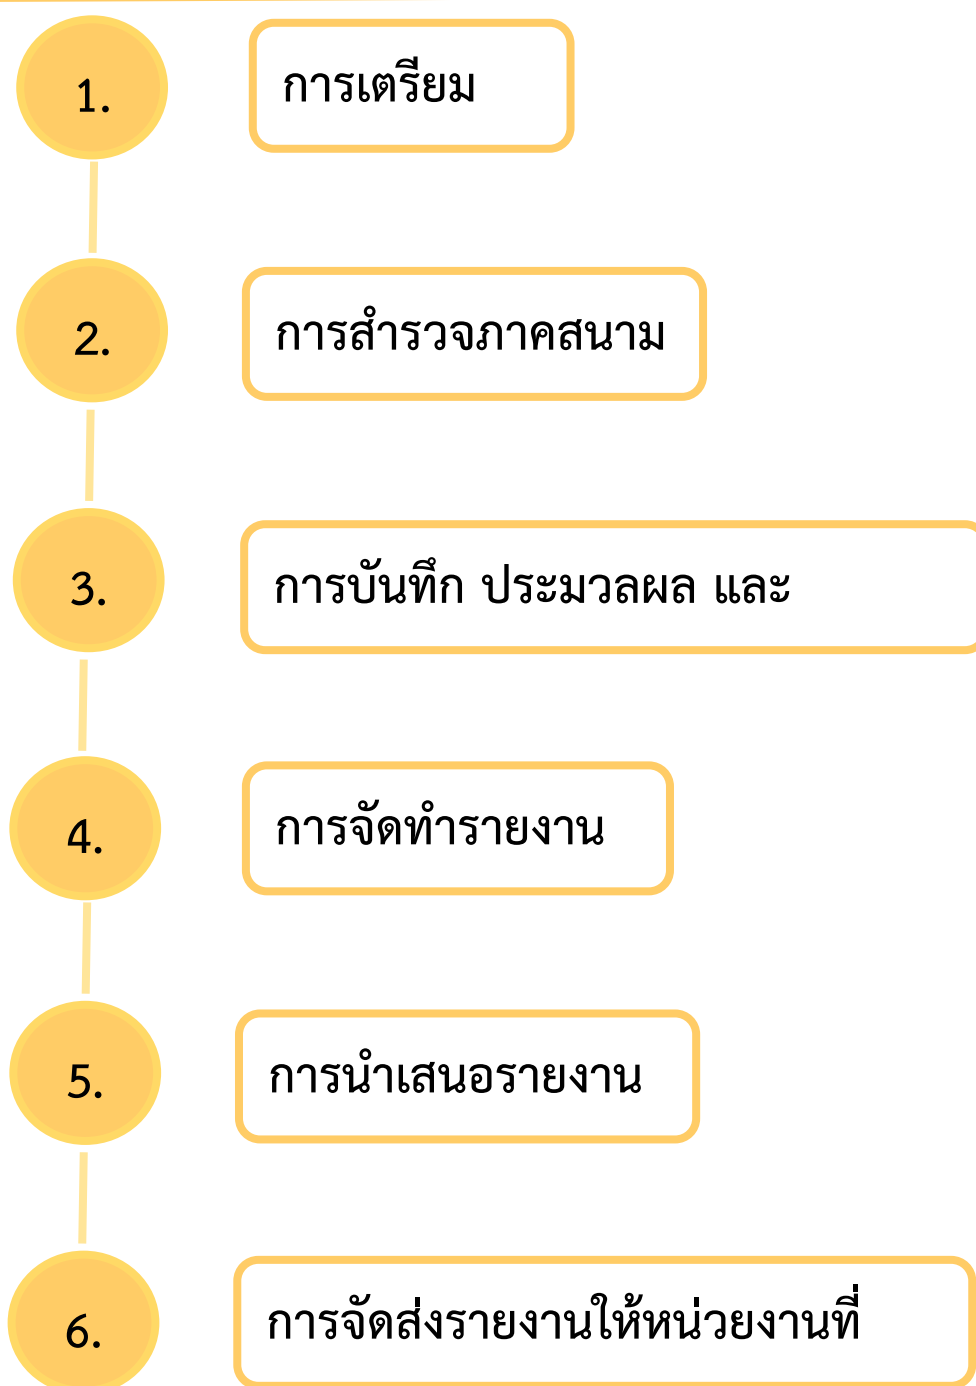 1. การเตรียม
2. การสำรวจภาคสนาม
3. การบันทึก ประมวลผล และ
4. การจัดทำรายงาน
5. การนำเสนอรายงาน
6. การจัดส่งรายงานให้หน่วยงานที่